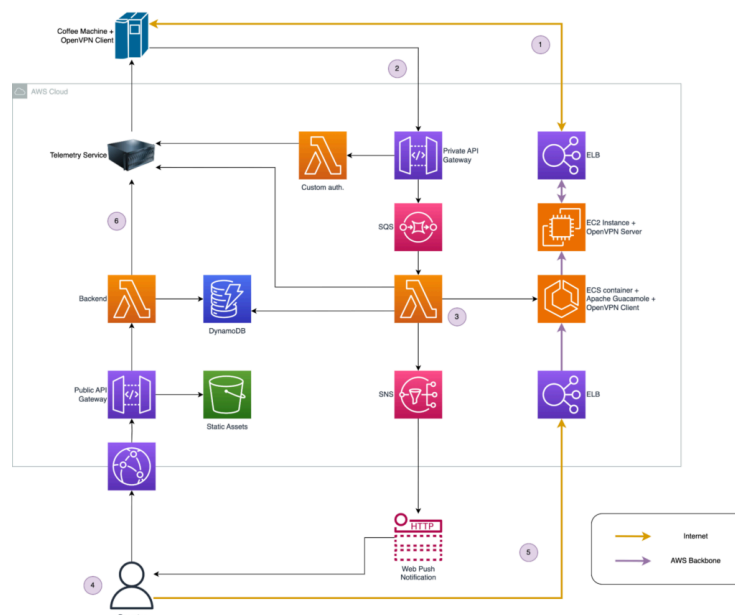 Coffee Machine +
OpenVPN Client
1
2
AWS Cloud
Telemetry Service
Custom auth.
Private API
Gateway
ELB
SQS
EC2 Instance +
OpenVPN Server
6
Backend
DynamoDB
3
ECS container +
Apache Guacamole +
OpenVPN Client
Public API
Gateway
Static Assets
SNS
ELB
HTTP
Web Push
Notification
4
5
Internet
AWS Backbone